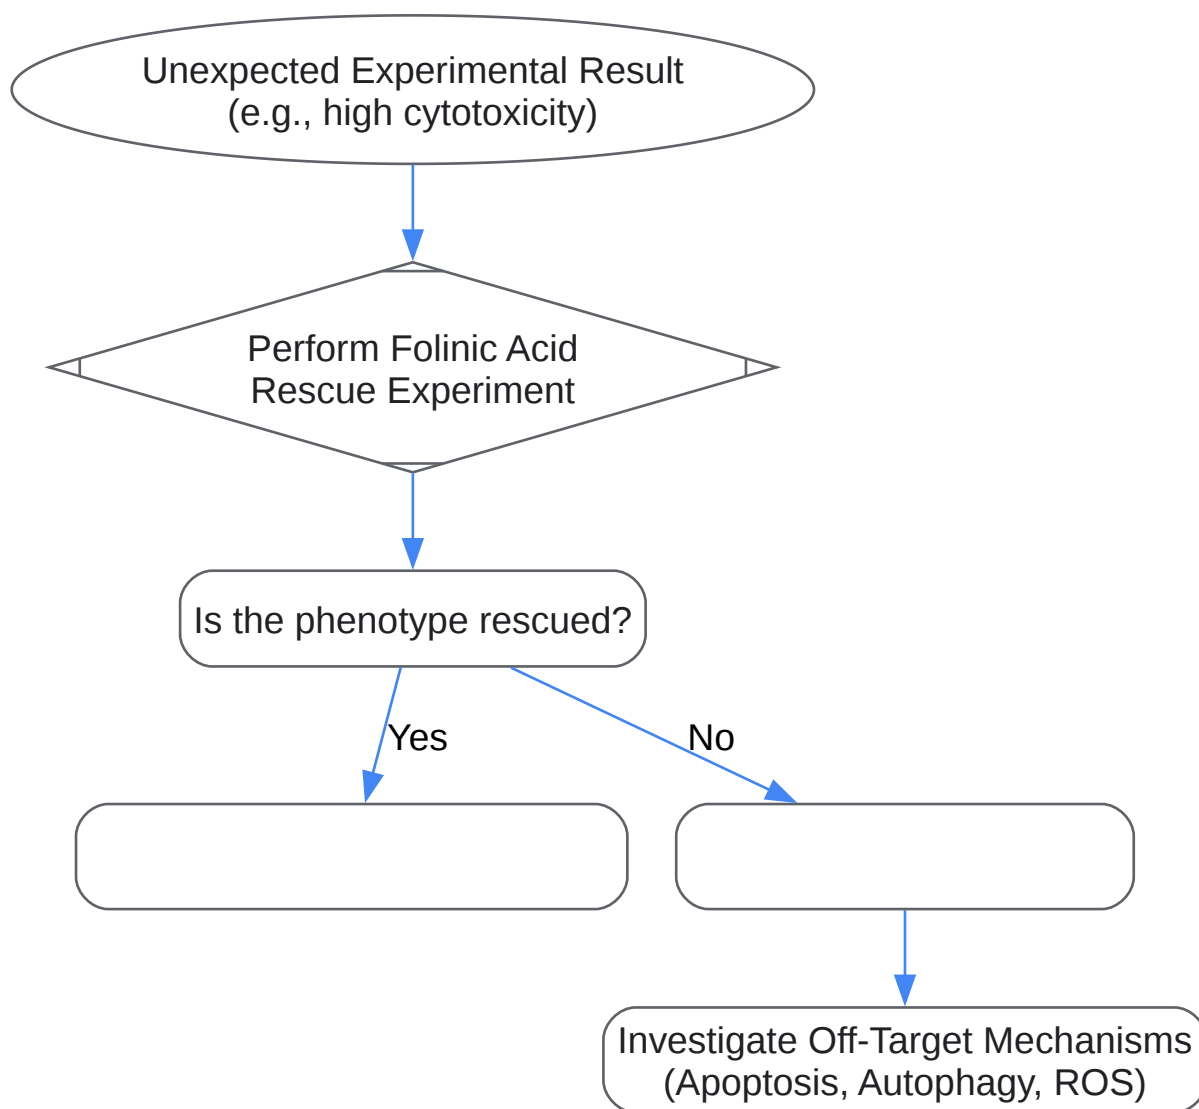 Unexpected Experimental Result
(e.g., high cytotoxicity)
Perform Folinic Acid
Rescue Experiment
Is the phenotype rescued?
Yes
No
Investigate Off-Target Mechanisms
(Apoptosis, Autophagy, ROS)